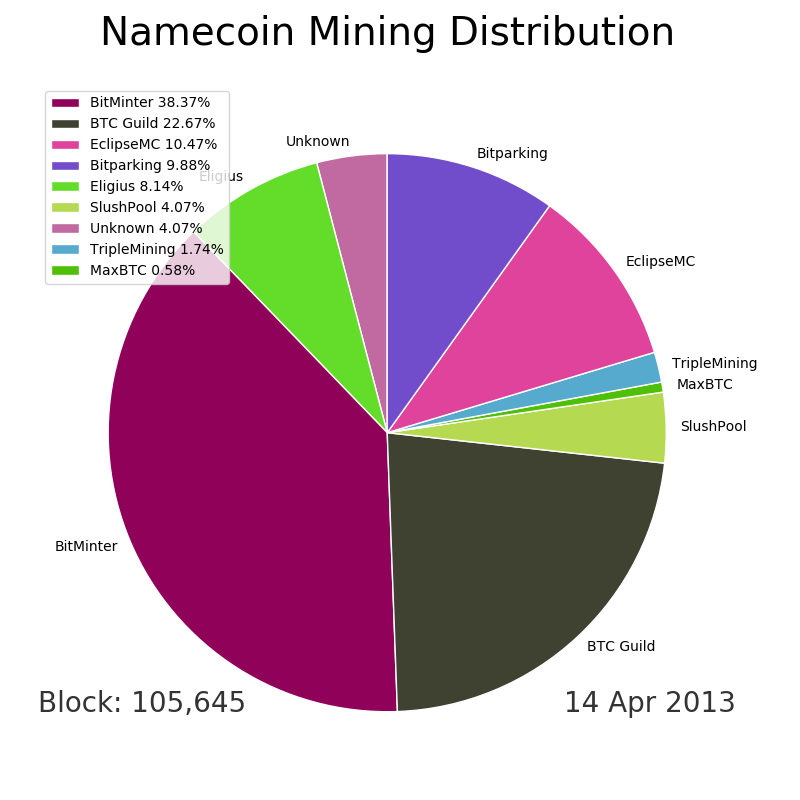 Namecoin Mining Distribution
BitMinter 38.37%
BTC Guild 22.67%
EclipseMC 10.47%
Bitparking 9.88%
Eligius 8.14%
SlushPool 4.07%
Unknown 4.07%
TripleMining 1.74%
MaxBTC 0.58%
Unknown
Bitparking
Eligius
EclipseMC
TripleMining
MaxBTC
SlushPool
BitMinter
BTC Guild
Block: 105,645
14 Apr 2013